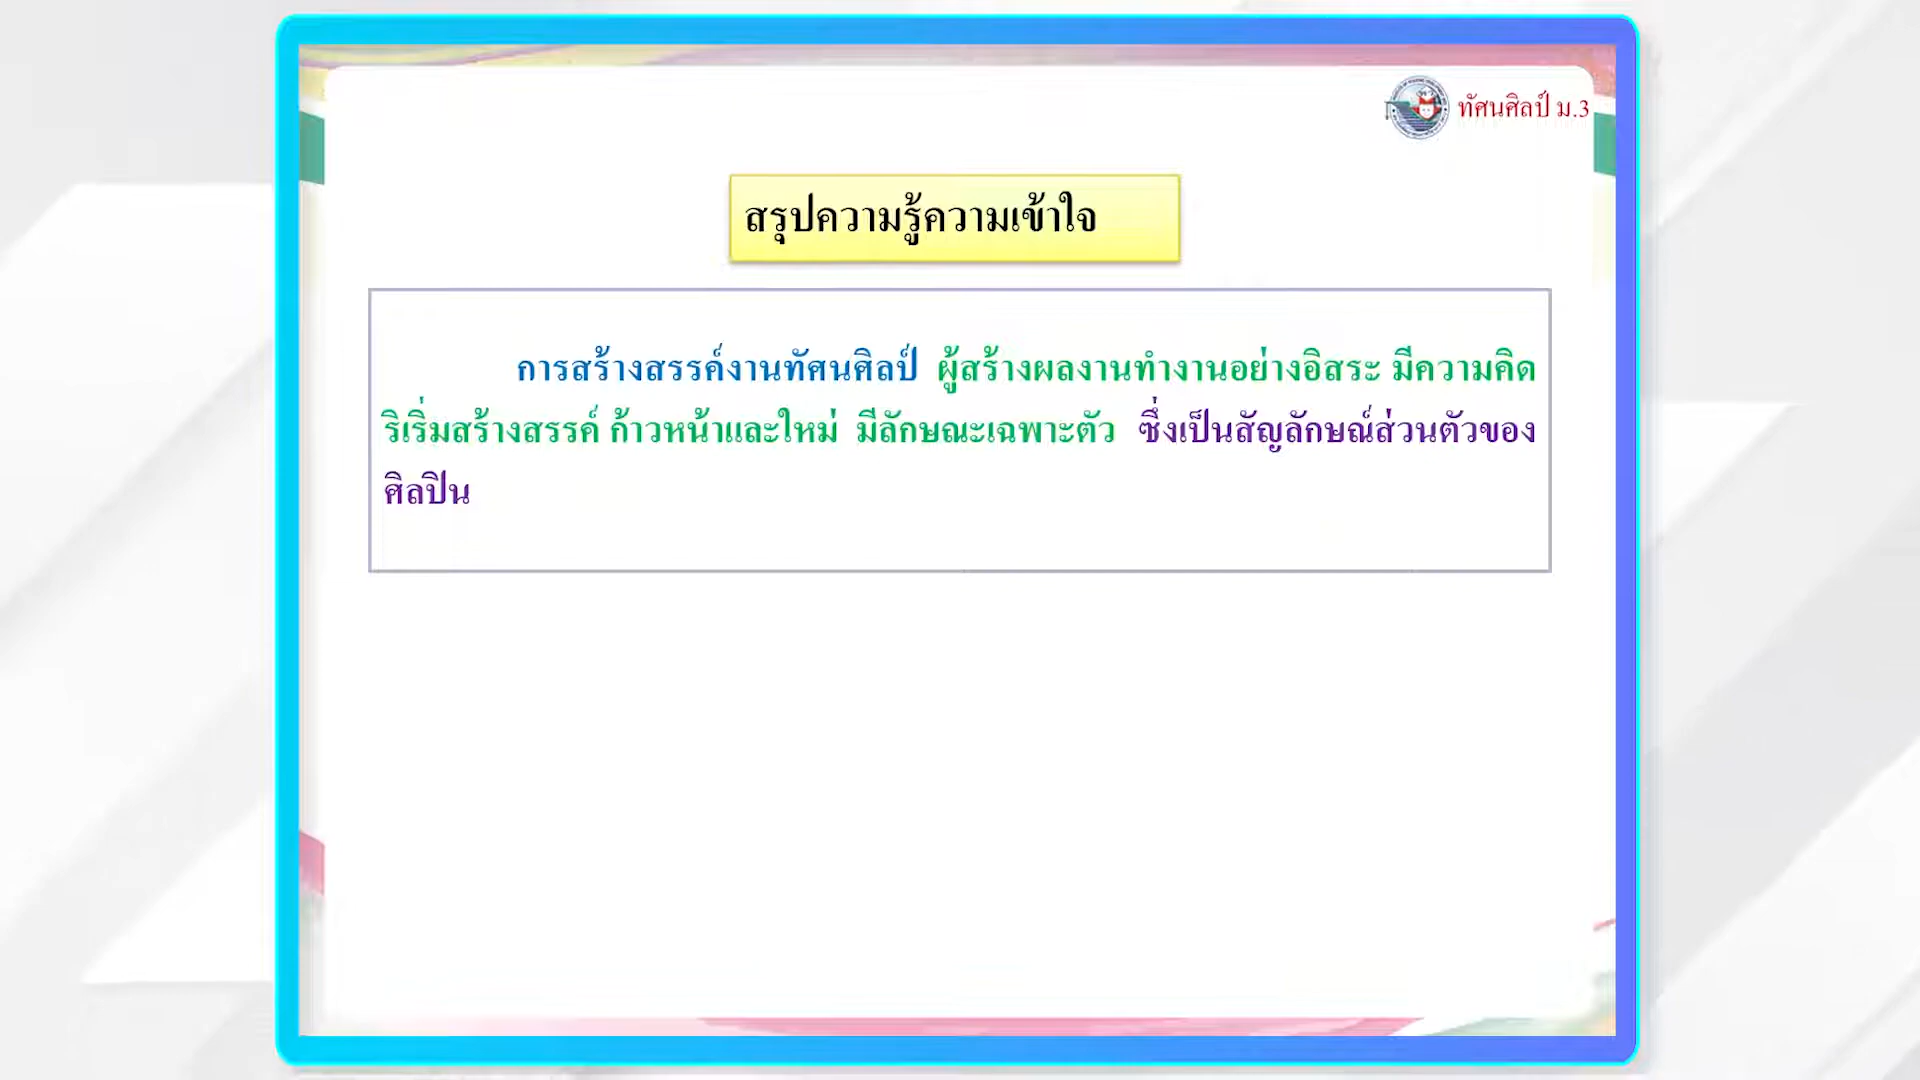 ทัศนศิลป์ ม.3
สรุปความรู้ความเข้าใจ
การสร้างสรรค์งานทัศนศิลป์ ผู้สร้างผลงานทำงานอย่างอิสระ มีความคิด
ริเริ่มสร้างสรรค์ ก้าวหน้าและใหม่ มีลักษณะเฉพาะตัว ซึ่งเป็นสัญลักษณ์ส่วนตัวของ
ศิลปิน